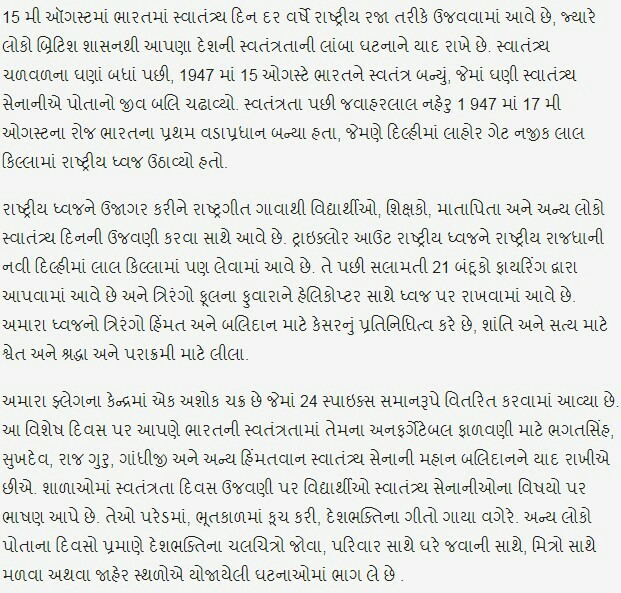 15 મી ઑગસ્ટમાં ભારતમાં સ્વાતંત્ર્ય દિન દર વર્ષે રાષ્ટ્રીય રજા તરીકે ઉજવવામાં આવે છે, જ્યારે
લોકો બ્રિટિશ શાસનથી આપણા દેશની સ્વતંત્રતાની લાંબા ઘટનાને યાદ રાખે છે. સ્વાતંત્ર્ય
ચળવળના ઘણાં બધાં પછી, 1947 માં 15 ઓગસ્ટે ભારતને સ્વતંત્ર બન્યું, જેમાં ઘણી સ્વાતંત્ર્ય
સેનાનીએ પોતાનો જીવ બલિ ચઢાવ્યો. સ્વતંત્રતા પછી જવાહરલાલ નહેરુ 1 947 માં 17 મી
ઓગસ્ટના રોજ ભારતના પ્રથમ વડાપ્રધાન બન્યા હતા, જેમણે દિલ્હીમાં લાહોર ગેટ નજીક લાલ
કિલ્લામાં રાષ્ટ્રીય ધ્વજ ઉઠાવ્યો હતો.
રાષ્ટ્રીય ધ્વજને ઉજાગર કરીને રાષ્ટ્રગીત ગાવાથી વિદ્યાર્થીઓ, શિક્ષકો, માતાપિતા અને અન્ય લોકો
સ્વાતંત્ર્ય દિનની ઉજવણી કરવા સાથે આવે છે. ટ્રાઇક્લોર આઉટ રાષ્ટ્રીય ધ્વજને રાષ્ટ્રીય રાજધાની
નવી દિલ્હીમાં લાલ કિલ્લામાં પણ લેવામાં આવે છે. તે પછી સલામતી 21 બંદૂકો ફાયરિંગ દ્વારા
આપવામાં આવે છે અને ત્રિરંગો ફૂલના ફુવારાને હેલિકોપ્ટર સાથે ધ્વજ પર રાખવામાં આવે છે.
અમારા ધ્વજનો ત્રિરંગો હિંમત અને બલિદાન માટે કેસરનું પ્રતિનિધિત્વ કરે છે, શાંતિ અને સત્ય માટે
શ્વેત અને શ્રદ્ધા અને પરાક્રમી માટે લીલા.
અમારા ફ્લેગના કેન્દ્રમાં એક અશોક ચક્ર છે જેમાં 24 સ્પાઇક્સ સમાનરૂપે વિતરિત કરવામાં આવ્યા છે.
આ વિશેષ દિવસ પર આપણે ભારતની સ્વતંત્રતામાં તેમના અનફર્ગેટેબલ ફાળવણી માટે ભગતસિંહ,
સુખદેવ, રાજ ગુરુ, ગાંધીજી અને અન્ય હિંમતવાન સ્વાતંત્ર્ય સેનાની મહાન બલિદાનને યાદ રાખીએ
છીએ. શાળાઓમાં સ્વતંત્રતા દિવસ ઉજવણી પર વિદ્યાર્થીઓ સ્વાતંત્ર્ય સેનાનીઓના વિષયો પર
ભાષણ આપે છે. તેઓ પરેડમાં, ભૂતકાળમાં કૂચ કરી, દેશભક્તિના ગીતો ગાયા વગેરે. અન્ય લોકો
પોતાના દિવસો પ્રમાણે દેશભક્તિના ચલચિત્રો જોવા, પરિવાર સાથે ઘરે જવાની સાથે, મિત્રો સાથે
મળવા અથવા જાહેર સ્થળોએ યોજાયેલી ઘટનાઓમાં ભાગ લે છે .